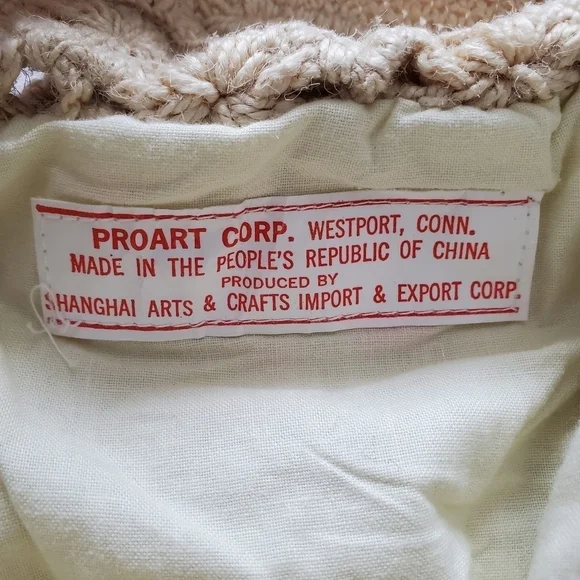 PROART CORP. WESTPORT, CONN.
MADE IN THE PEOPLE'S REPUBLIC OF CHINA
PRODUCED BY
SHANGHAI ARTS & CRAFTS IMPORT & EXPORT CORP.